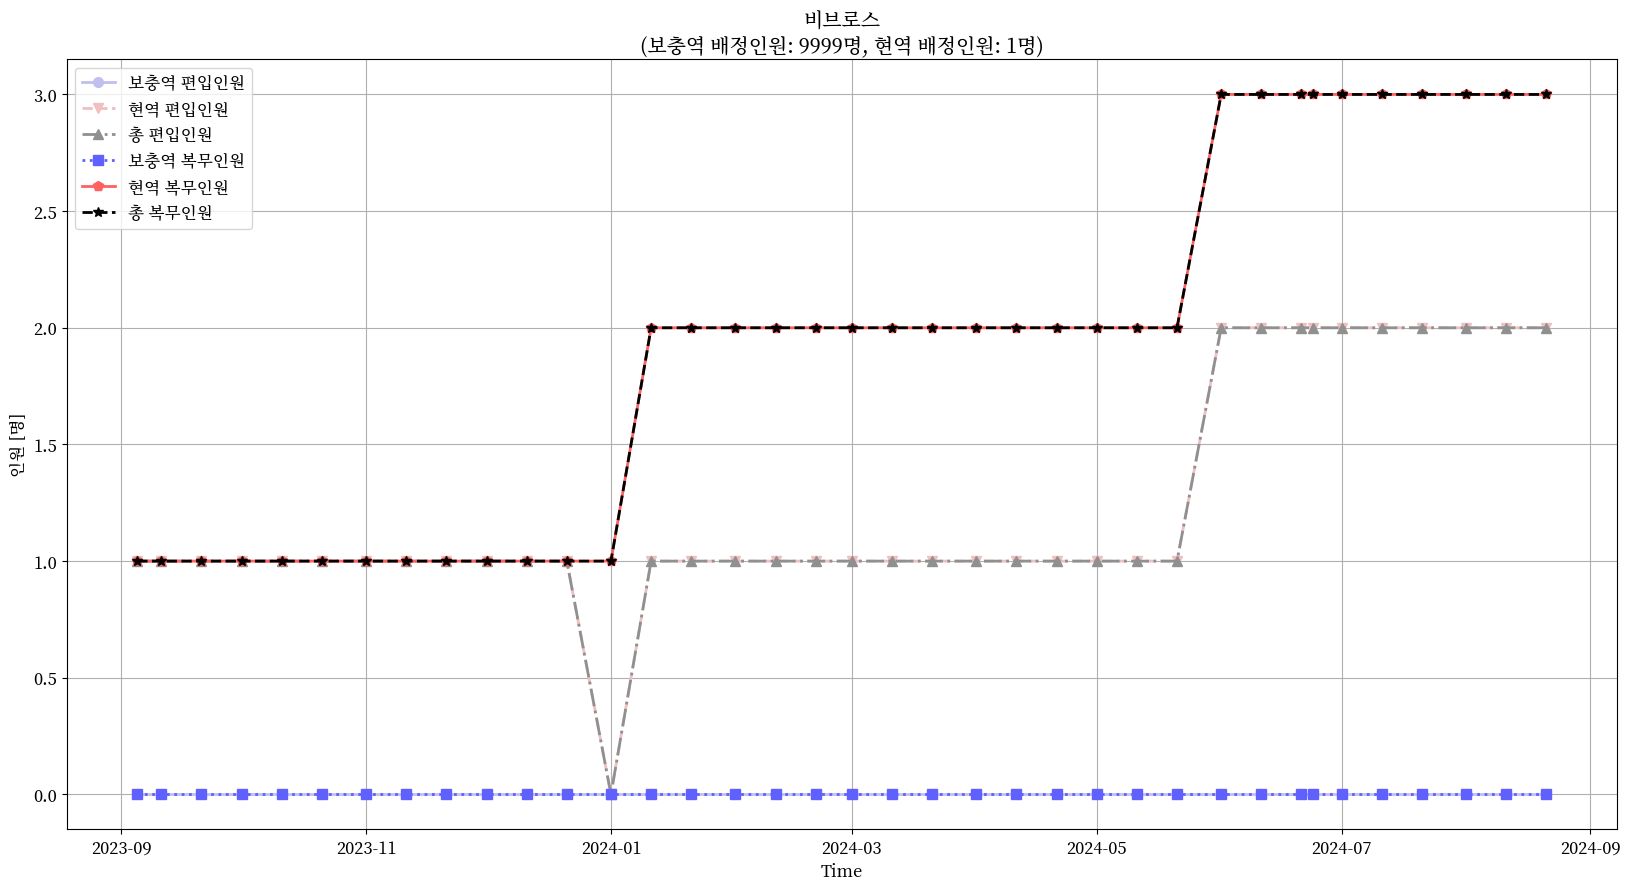 비브로스
(보충역 배정인원: 9999명, 현역 배정인원: 1명)
보충역 편입인원
현역 편입인원
총 편입인원
보충역 복무인원
현역 복무인원
총 복무인원
3.0
2.5
2.0
1.5
1.0
0.5
0.0
인원 [명]
2023-09
2023-11
2024-01
2024-03
2024-05
2024-07
2024-09
Time